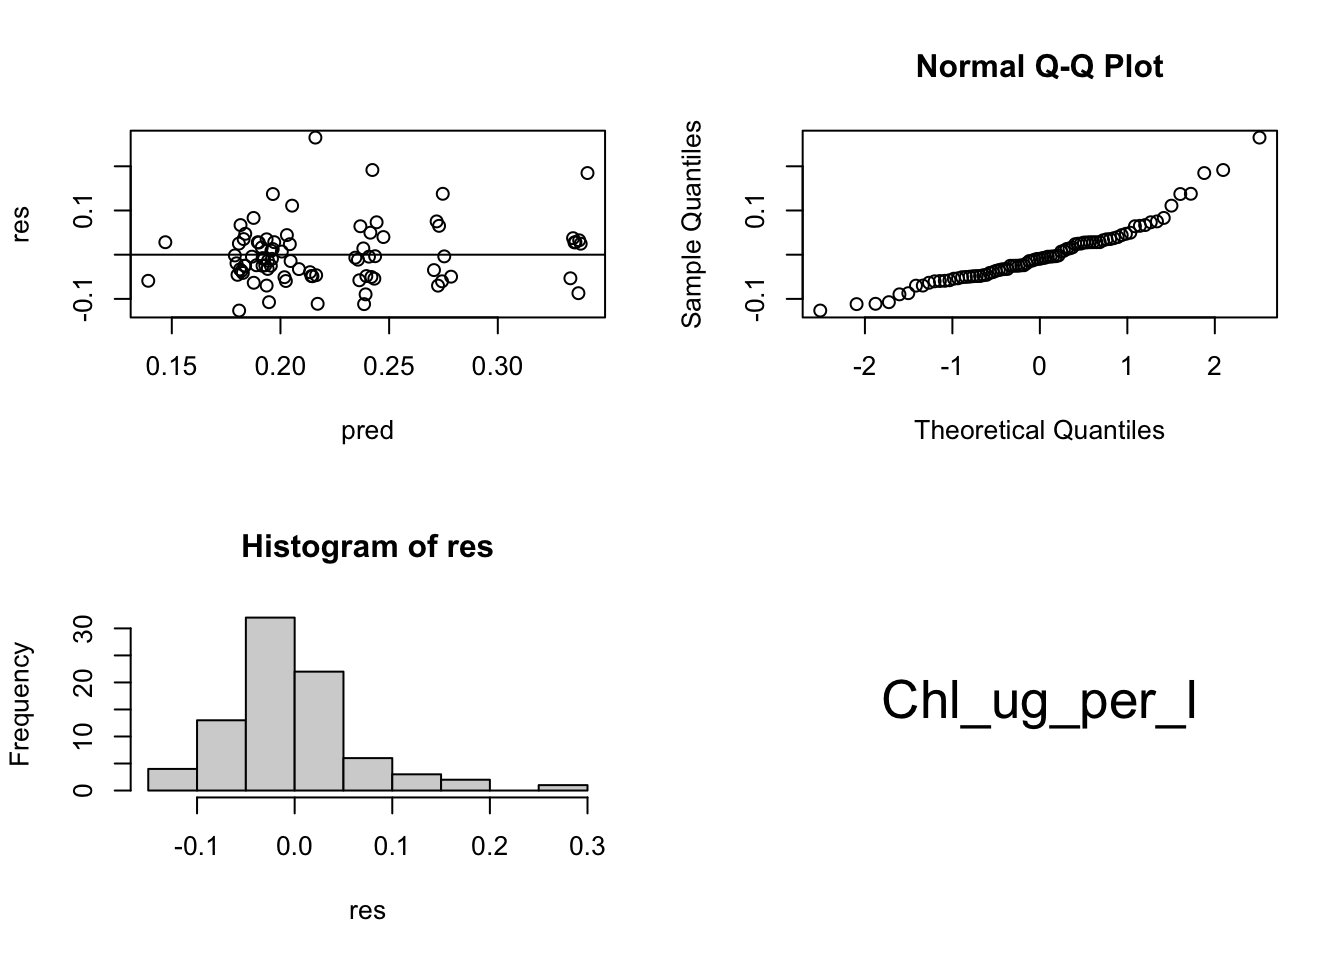 res
0.1
-0.1
0.15 0.20 0.25 0.30
pred
Normal Q-Q Plot
Sample Quantiles
0.1
-0.1
-2 -1 0 1 2
Theoretical Quantiles
Histogram of res
Frequency
30
20
10
0
-0.1 0.0 0.1 0.2 0.3
res
Chl_ug_per_l